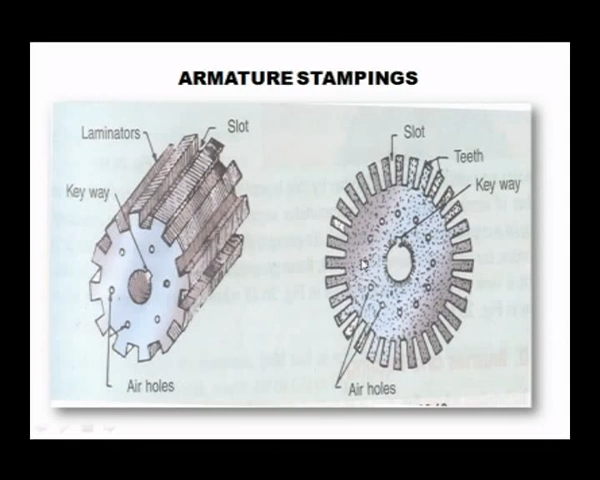 ARMATURE STAMPINGS
Laminators
Slot
Key way
Air holes
Slot
Teeth
Key way
Air holes